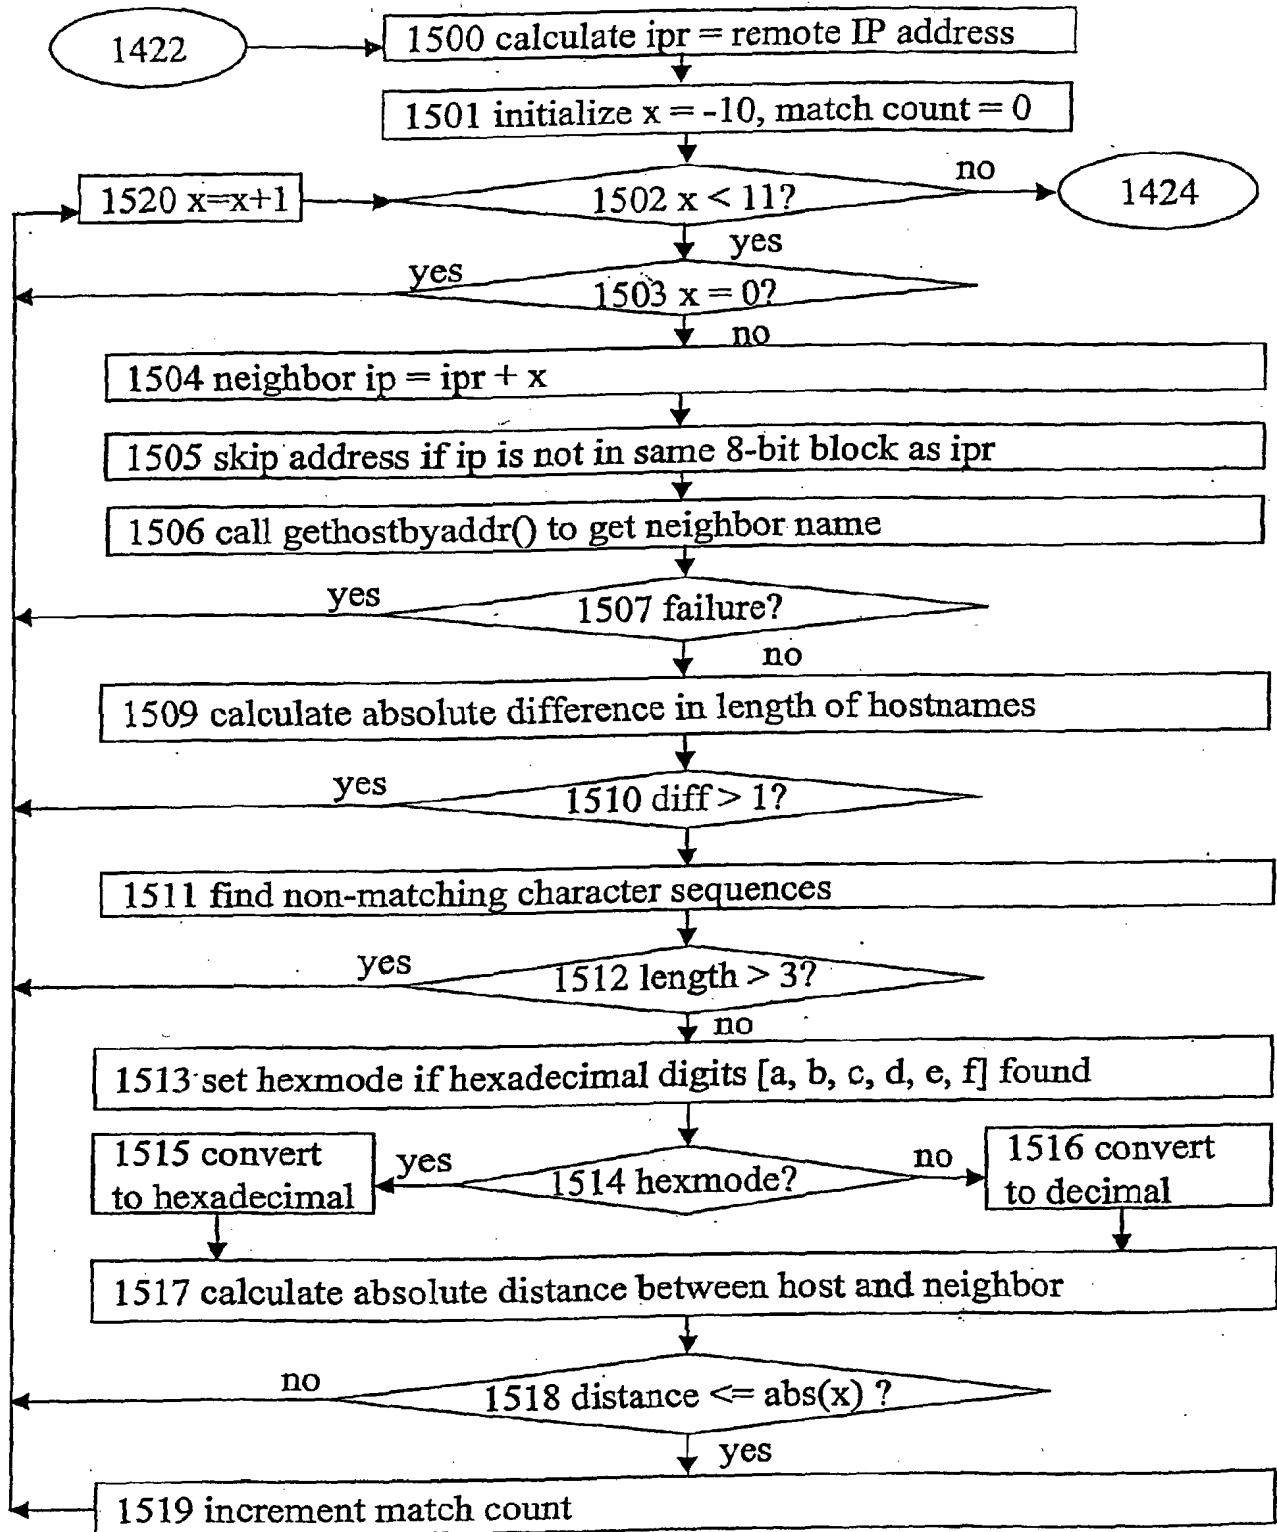 1422
1500 calculate ipr = remote IP address
1501 initialize x = -10, match count = 0
no
1520 x=x+1
1502 x < 11?
1424
yes
yes
1503 x = 0?
no
1504 neighbor ip = ipr + x
1505 skip address if ip is not in same 8-bit block as ipr
1506 call gethostbyaddr() to get neighbor name
yes
1507 failure?
no
1509 calculate absolute difference in length of hostnames
yes
1510 diff > 1?
1511 find non-matching character sequences
yes
1512 length > 3?
no
1513 set hexmode if hexadecimal digits [a, b, c, d, e, f] found
1515 convert
to hexadecimal
yes
1514 hexmode?
no
1516 convert
to decimal
1517 calculate absolute distance between host and neighbor
no
1518 distance <= abs(x) ?
yes
1519 increment match count